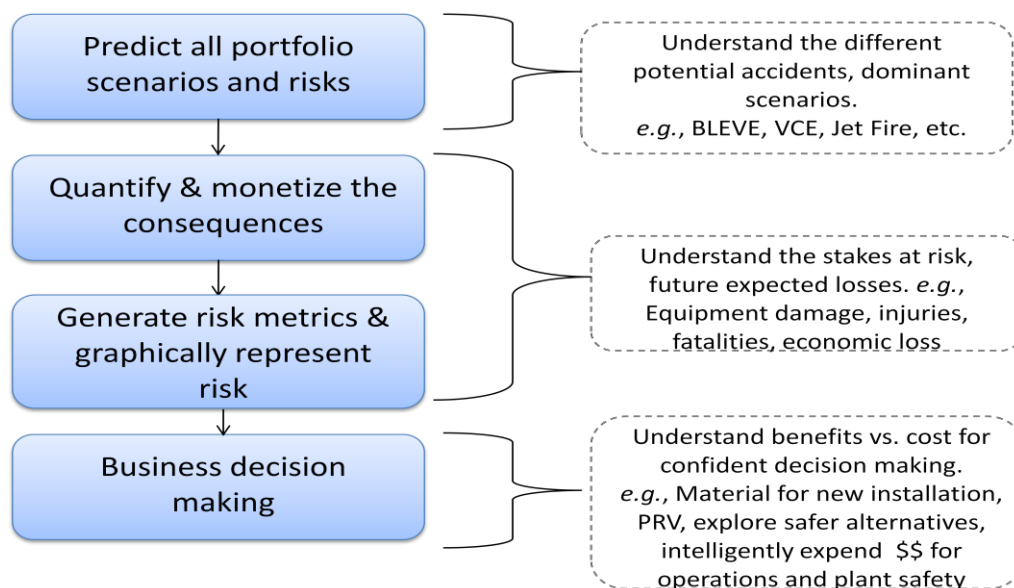 Predict all portfolio
scenarios and risks
Understand the different
potential accidents, dominant
scenarios.
e.g., BLEVE, VCE, Jet Fire, etc.
Quantify & monetize the
consequences
Generate risk metrics &
graphically represent
risk
Understand the stakes at risk,
future expected losses. e.g.,
Equipment damage, injuries,
fatalities, economic loss
Business decision
making
Understand benefits vs. cost for
confident decision making.
e.g., Material for new installation,
PRV, explore safer alternatives,
intelligently expend $$ for
operations and plant safety